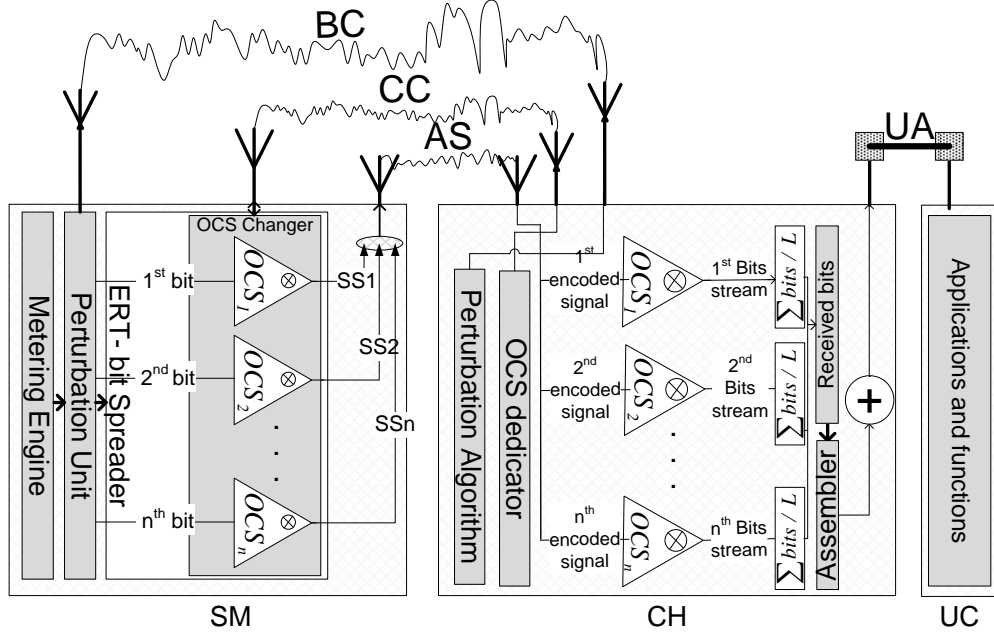 BC
CC
AS
UA
Metering Engine
Perturbation Unit
ERT- bit Spreader
OCS Changer
1st bit
OCS1
SS1
2nd bit
OCS2
SS2
. . .
nth bit
OCSn
SSn
SM
Perturbation Algorithm
OCS dedicator
1st
encoded
signal
OCS1
1st Bits
stream
∑bits / L
2nd
encoded
signal
OCS2
2nd
Bits
stream
∑bits / L
. . .
nth
encoded
signal
OCSn
nth Bits
stream
∑bits / L
Received bits
Assembler
+
CH
Applications and functions
UC